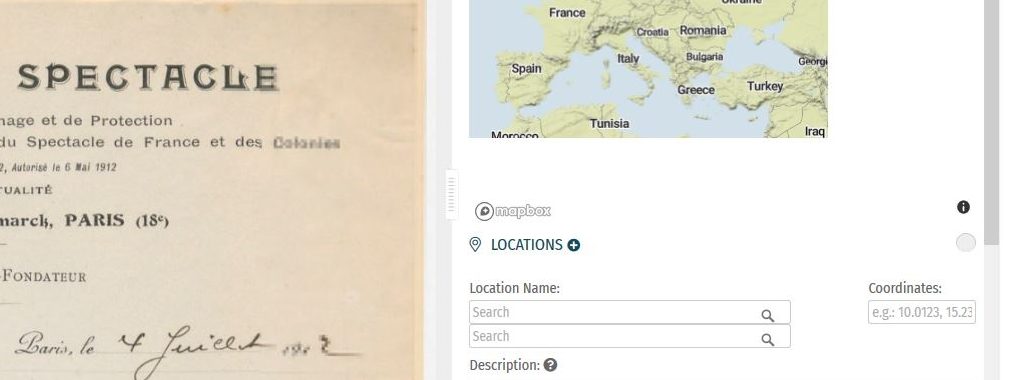 SPECTACLE
nage et de Protection
du Spectacle de France et des Colonies
2, Autorisé le 6 Mai 1912
TUALITÉ
marck, PARIS (18e)
-FONDATEUR
Paris, le 4 Juillet 1912
France
Ukraine
Croatia
Romania
Italy
Bulgaria
Georgi
Spain
Greece
Turkey
Tunisia
Morocco
Iraq
mapbox
LOCATIONS
Location Name:
Coordinates:
Search
e.g.: 10.0123, 15.23
Search
Description: